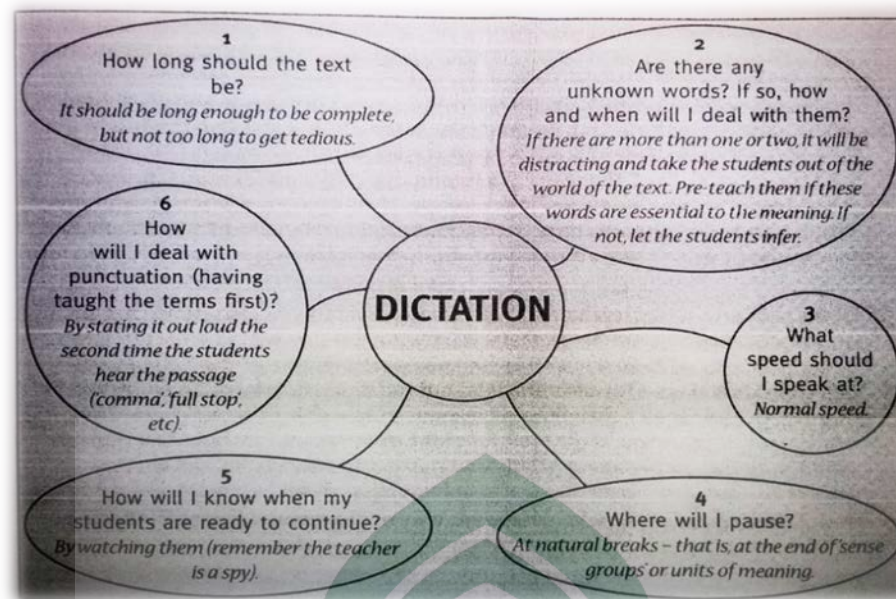 1
How long should the text
be?
It should be long enough to be complete,
but not too long to get tedious.
2
Are there any
unknown words? If so, how
and when will I deal with them?
If there are more than one or two, it will be
distracting and take the students out of the
world of the text. Pre-teach them if these
words are essential to the meaning. If
not, let the students infer.
6
How
will I deal with
punctuation (having
taught the terms first)?
By stating it out loud the
second time the students
hear the passage
('comma', 'full stop',
etc).
DICTATION
3
What
speed should
I speak at?
Normal speed.
5
How will I know when my
students are ready to continue?
By watching them (remember the teacher
is a spy).
4
Where will I pause?
At natural breaks – that is, at the end of 'sense
groups' or units of meaning.